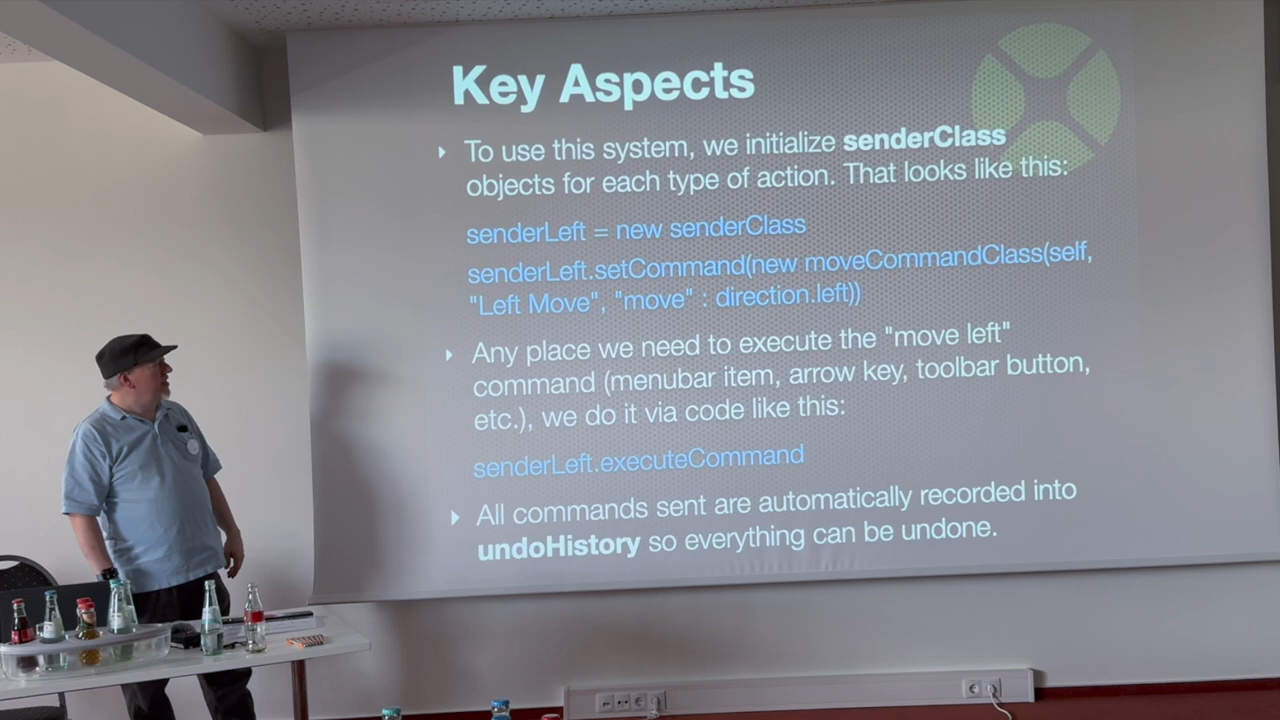 Key Aspects
To use this system, we initialize senderClass
objects for each type of action. That looks like this:
senderLeft = new senderClass
senderLeft.setCommand(new moveCommandClass(self,
"Left Move", "move" : direction.left))
Any place we need to execute the "move left"
command (menubar item, arrow key, toolbar button,
etc.), we do it via code like this:
senderLeft.executeCommand
All commands sent are automatically recorded into
undoHistory so everything can be undone.